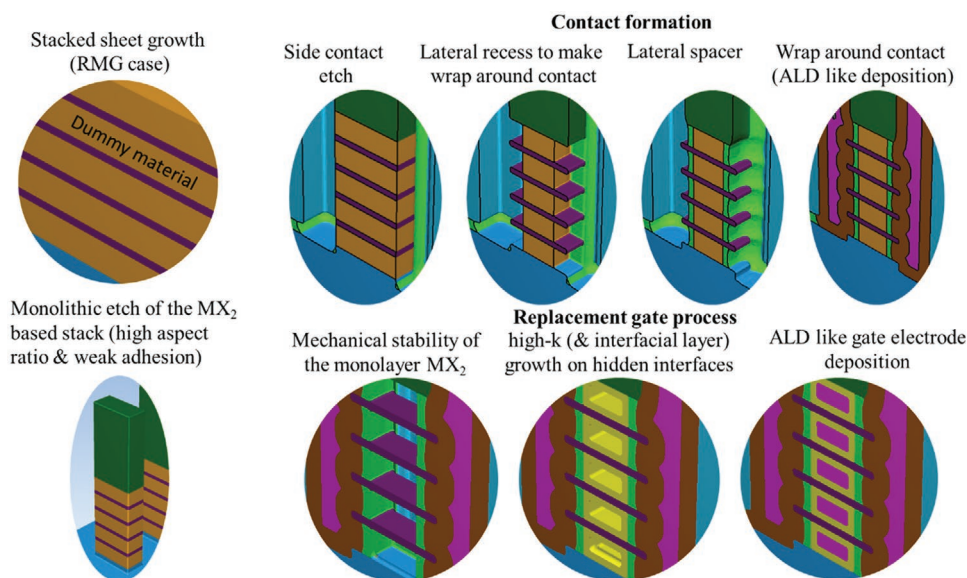 Stacked sheet growth
(RMG case)
Dummy material
Contact formation
Side contact
etch
Lateral recess to make
wrap around contact
Lateral spacer
Wrap around contact
(ALD like deposition)
Monolithic etch of the MX₂
based stack (high aspect
ratio & weak adhesion)
Replacement gate process
Mechanical stability of
the monolayer MX₂
high-k (& interfacial layer)
growth on hidden interfaces
ALD like gate electrode
deposition